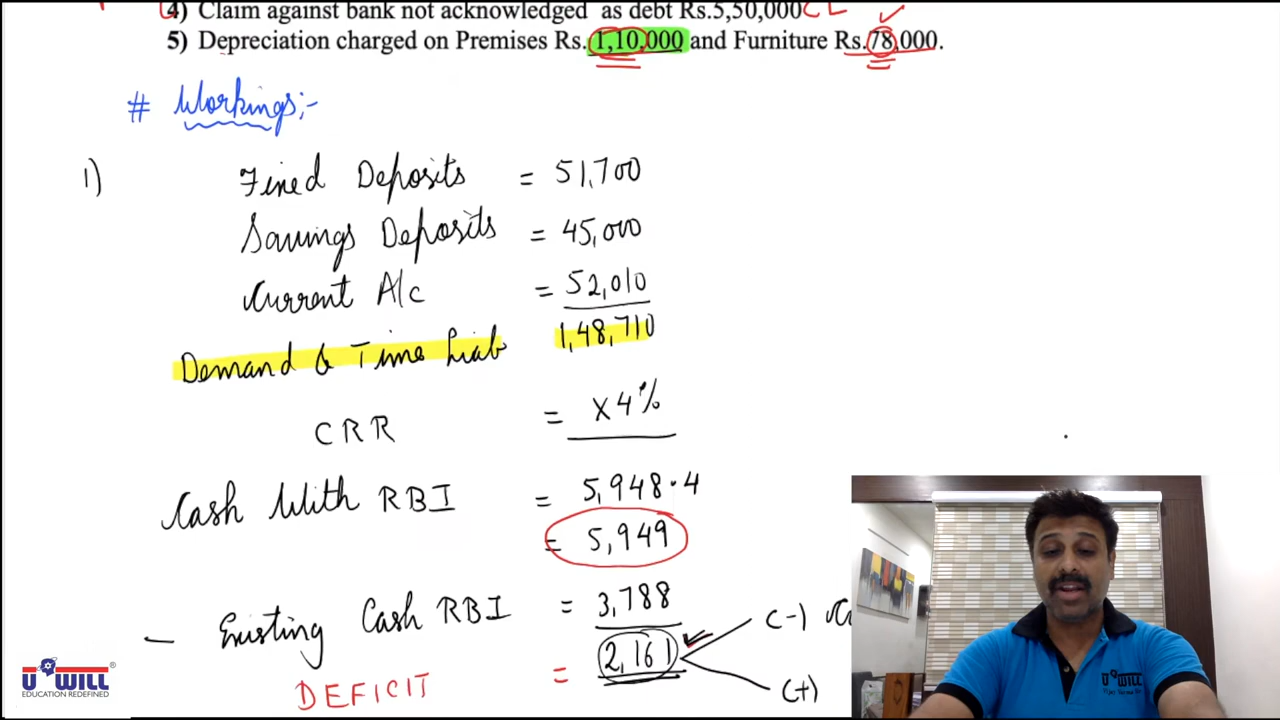 4) Claim against bank not acknowledged as debt Rs.5,50,000 CL
5) Depreciation charged on Premises Rs. 1,10,000 and Furniture Rs.78,000.
# Workings:-
1) Fixed Deposits = 51,700
Savings Deposits = 45,000
Current A/c = 52,010
Demand & Time Liab 1,48,710
CRR = x4%
Cash With RBI = 5,948.4
= 5,949
- Existing Cash RBI = 3,788
DEFICIT = 2,161
(-)
(+)
U WILL
EDUCATION REDEFINED
U WILL